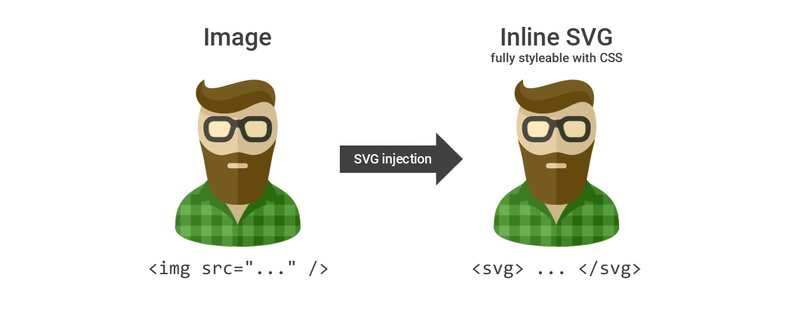 Image
Inline SVG
fully styleable with CSS
SVG injection
<img src="..." />
<svg> ... </svg>